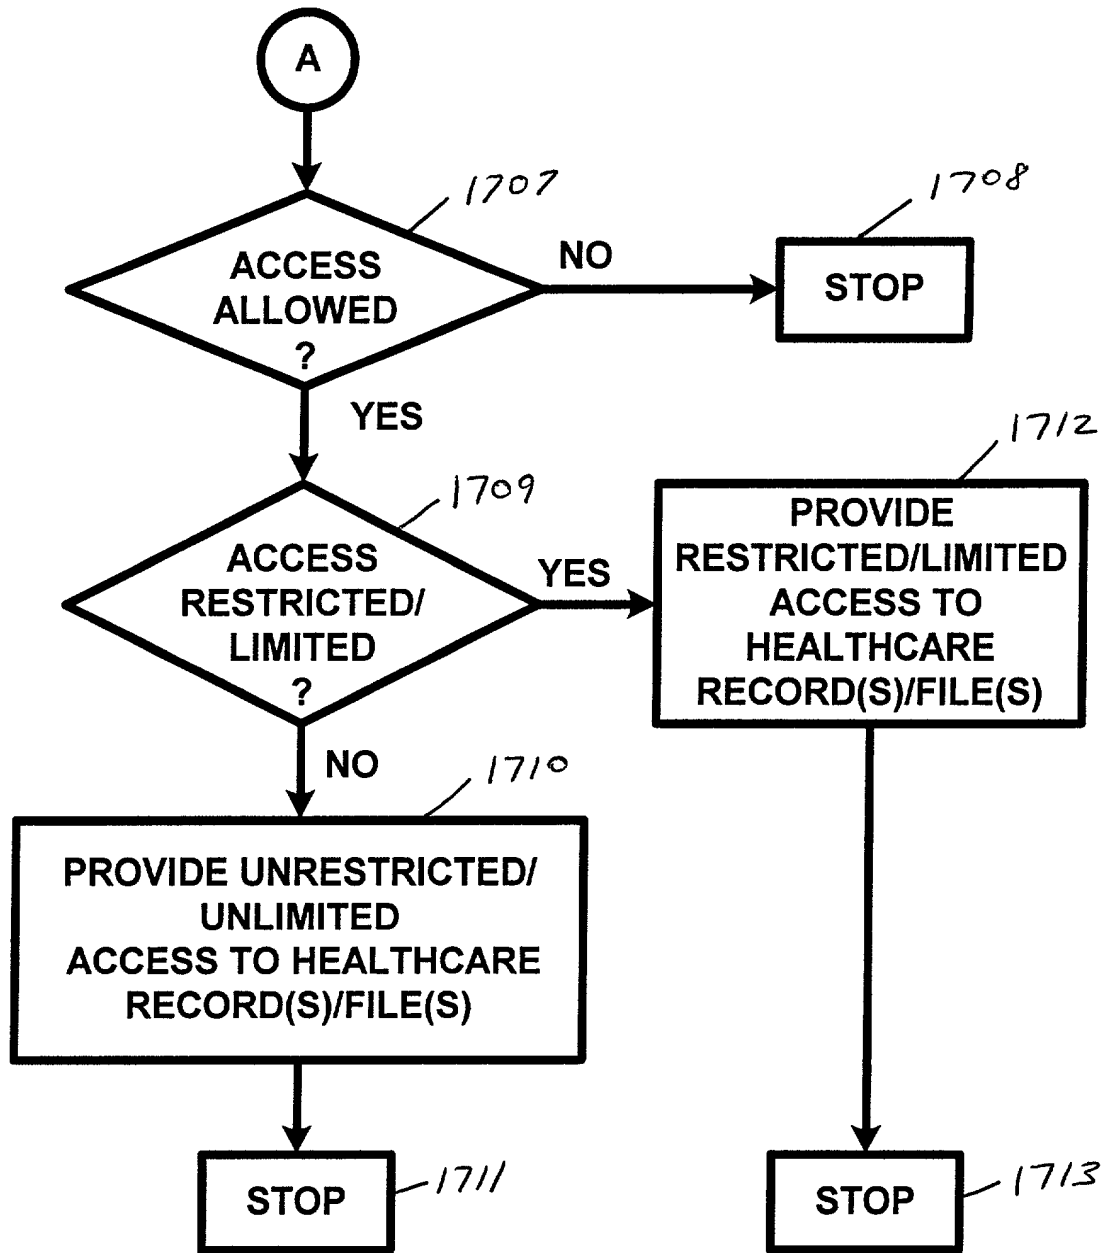 A
1707
ACCESS
ALLOWED
?
NO
1708
STOP
YES
1709
ACCESS
RESTRICTED/
LIMITED
?
YES
1712
PROVIDE
RESTRICTED/LIMITED
ACCESS TO
HEALTHCARE
RECORD(S)/FILE(S)
NO
1710
PROVIDE UNRESTRICTED/
UNLIMITED
ACCESS TO HEALTHCARE
RECORD(S)/FILE(S)
STOP
1711
STOP
1713